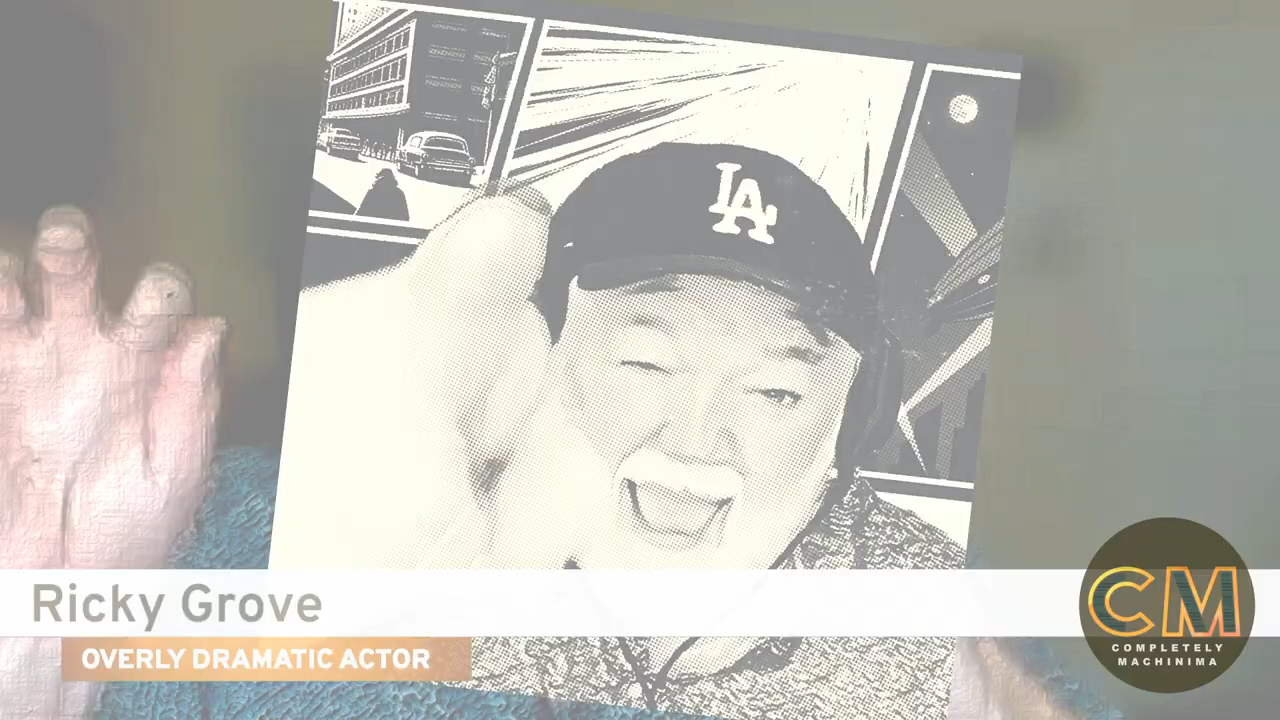 LA
Ricky Grove
OVERLY DRAMATIC ACTOR
CM
COMPLETELY
MACHINIMA